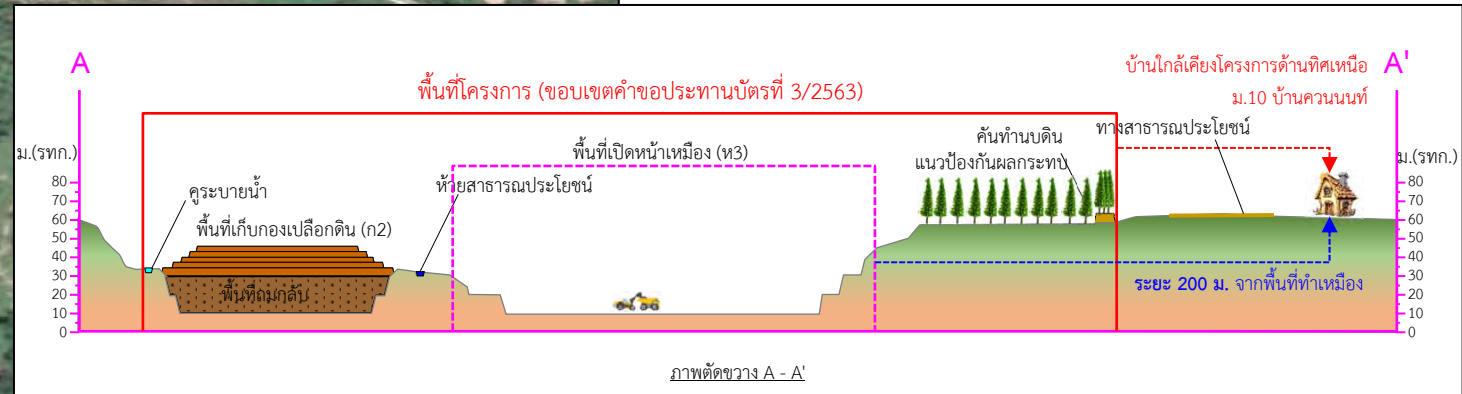 A
A'
บ้านใกล้เคียงโครงการด้านทิศเหนือ
ม.10 บ้านควนนนท์
พื้นที่โครงการ (ขอบเขตคำขอประทานบัตรที่ 3/2563)
คันทำนบดิน
แนวป้องกันผลกระทบ
ทางสาธารณประโยชน์
พื้นที่เปิดหน้าเหมือง (ห3)
ห้วยสาธารณประโยชน์
คูระบายน้ำ
พื้นที่เก็บกองเปลือกดิน (ก2)
พื้นที่ถมกลับ
ระยะ 200 ม. จากพื้นที่ทำเหมือง
ม.(รทก.)
80
70
60
50
40
30
20
10
0
ม.(รทก.)
80
70
60
50
40
30
20
10
0
ภาพตัดขวาง A - A'